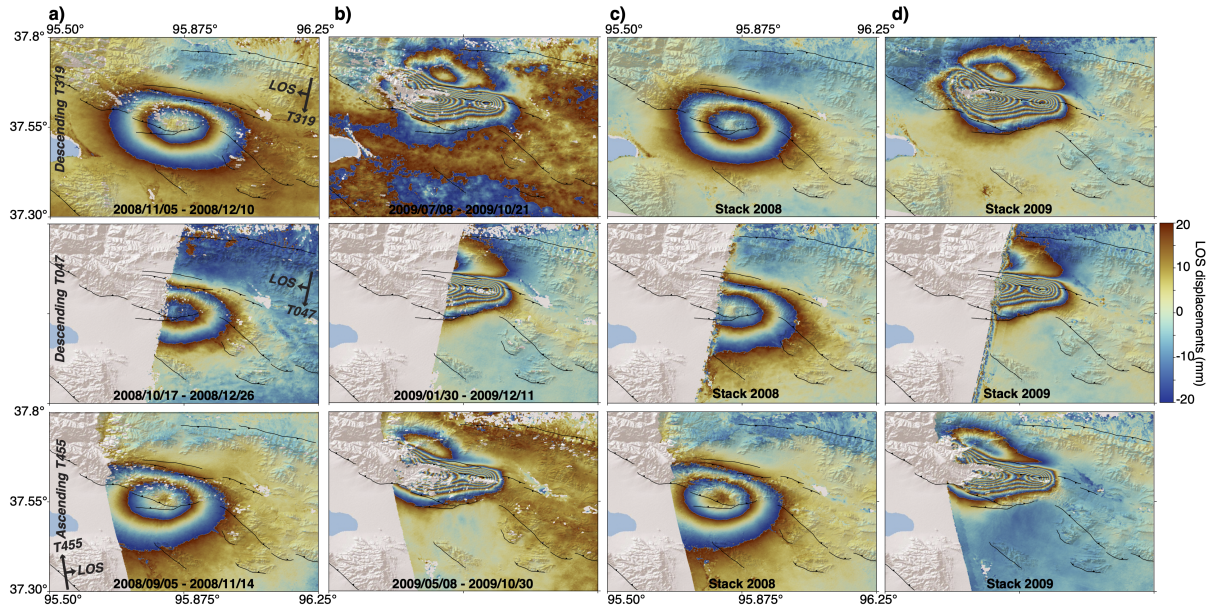 a) b) c) d)
95.50° 95.875° 96.25° 95.50° 95.875° 96.25°
37.8°
37.55°
37.30°
Descending T319
LOS
T319
2008/11/05 - 2008/12/10
2009/07/08 - 2009/10/21
Stack 2008
Stack 2009
Descending T047
LOS
T047
2008/10/17 - 2008/12/26
2009/01/30 - 2009/12/11
Stack 2008
Stack 2009
20
10
0
-10
-20
LOS displacements (mm)
37.8°
37.55°
37.30°
Ascending T455
T455
LOS
2008/09/05 - 2008/11/14
2009/05/08 - 2009/10/30
Stack 2008
Stack 2009
95.50° 95.875° 96.25° 95.50° 95.875° 96.25°